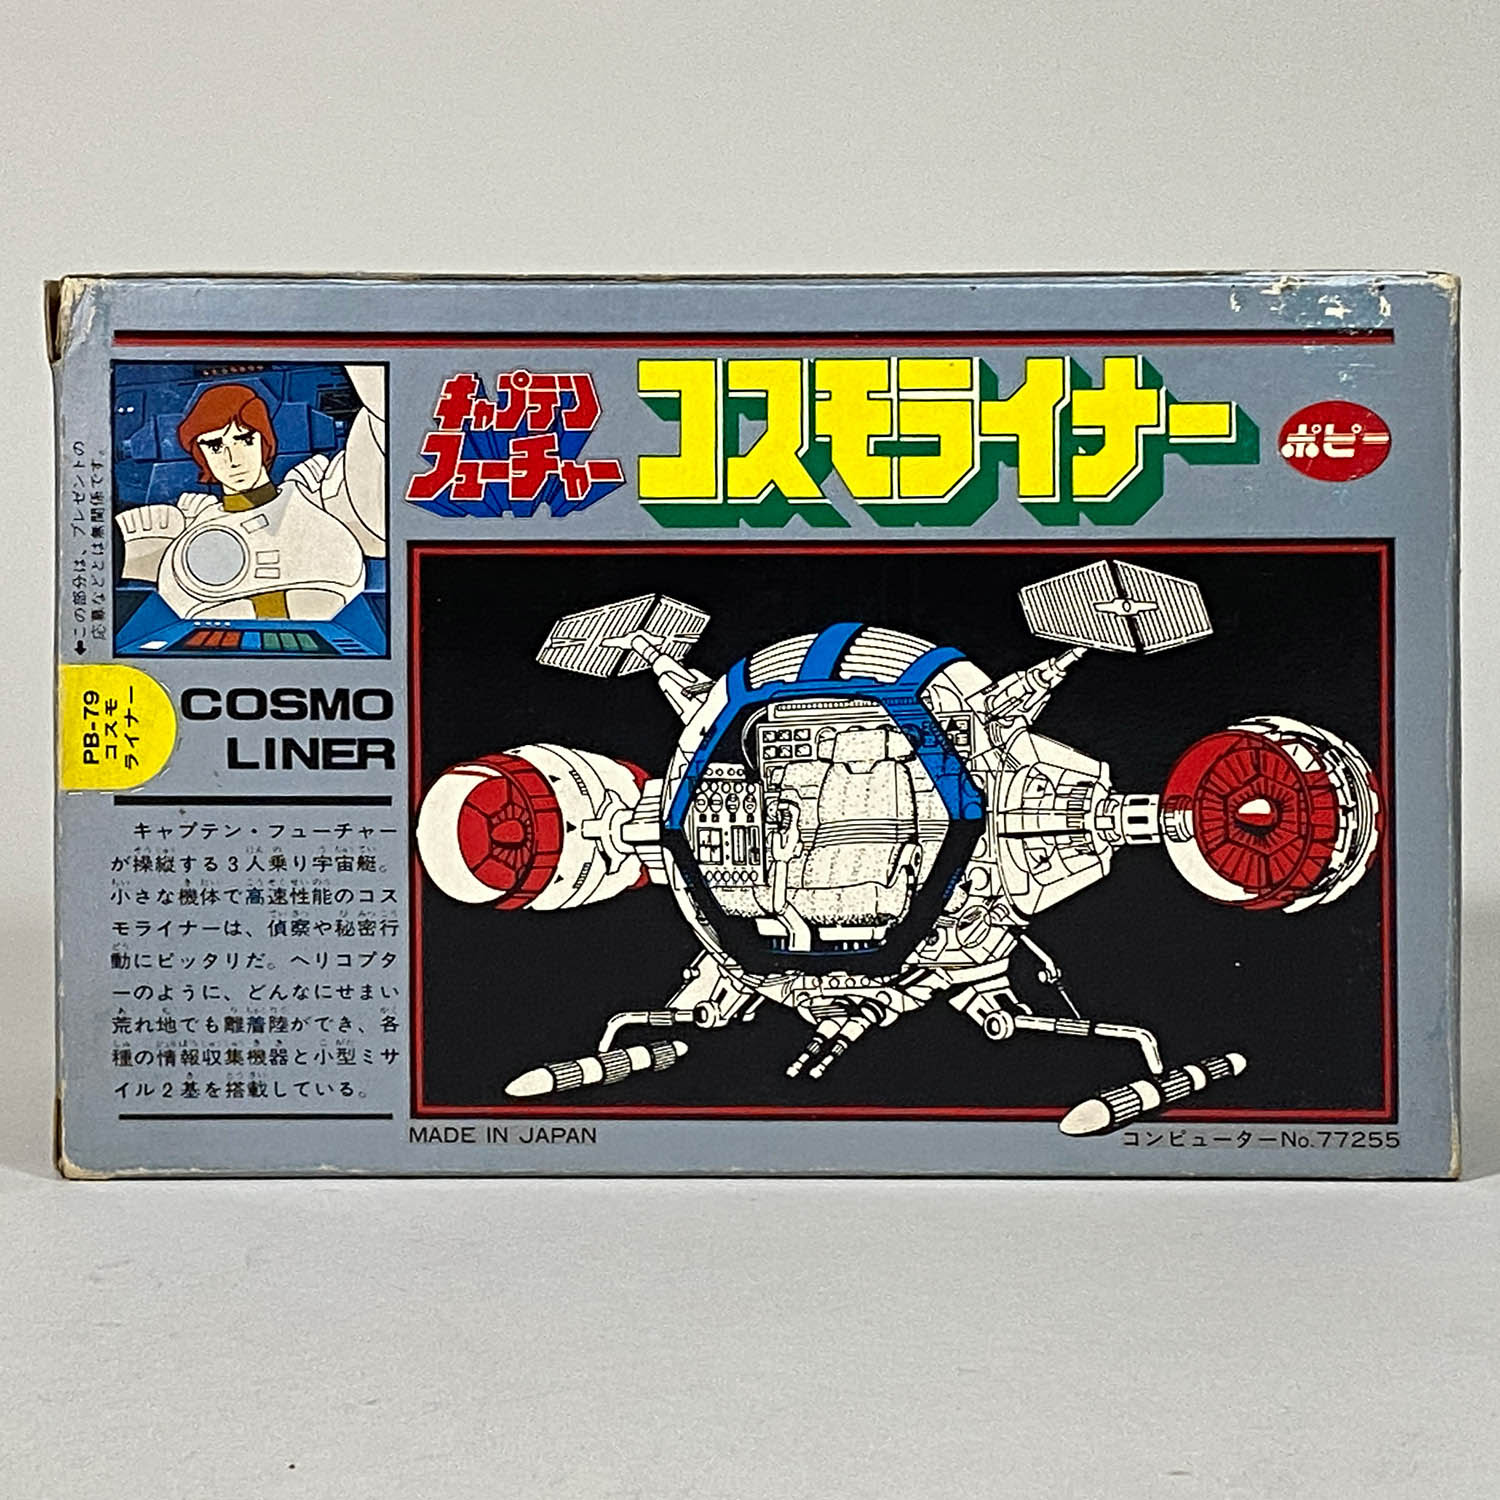 キャプテン
フューチャー
コスモライナー
ポピー
←この部分は、プレゼントの
応募などとは無関係です。
PB-79
コスモ
ライナー
COSMO
LINER
キャプテン・フューチャー
が操縦する3人乗り宇宙艇。
小さな機体で高速性能のコス
モライナーは、偵察や秘密行
動にピッタリだ。ヘリコプタ
ーのように、どんなにせまい
荒れ地でも離着陸ができ、各
種の情報収集機器と小型ミサ
イル2基を搭載している。
MADE IN JAPAN
コンピューターNo.77255